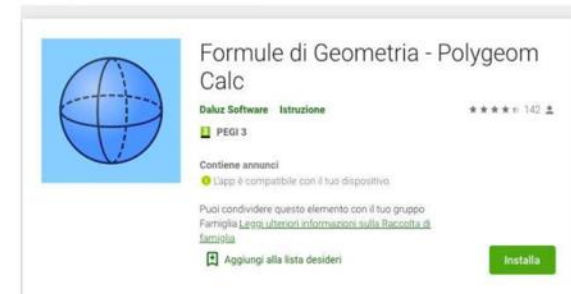 Formule di Geometria - Polygeom
Calc
Daluz Software Istruzione
142
3 PEGI 3
Contiene annunci
L'app è compatibile con il tuo dispositivo.
Puoi condividere questo elemento con il tuo gruppo
Famiglia Leggi ulteriori informazioni sulla Raccolta di
famiglia
Aggiungi alla lista desideri
Installa